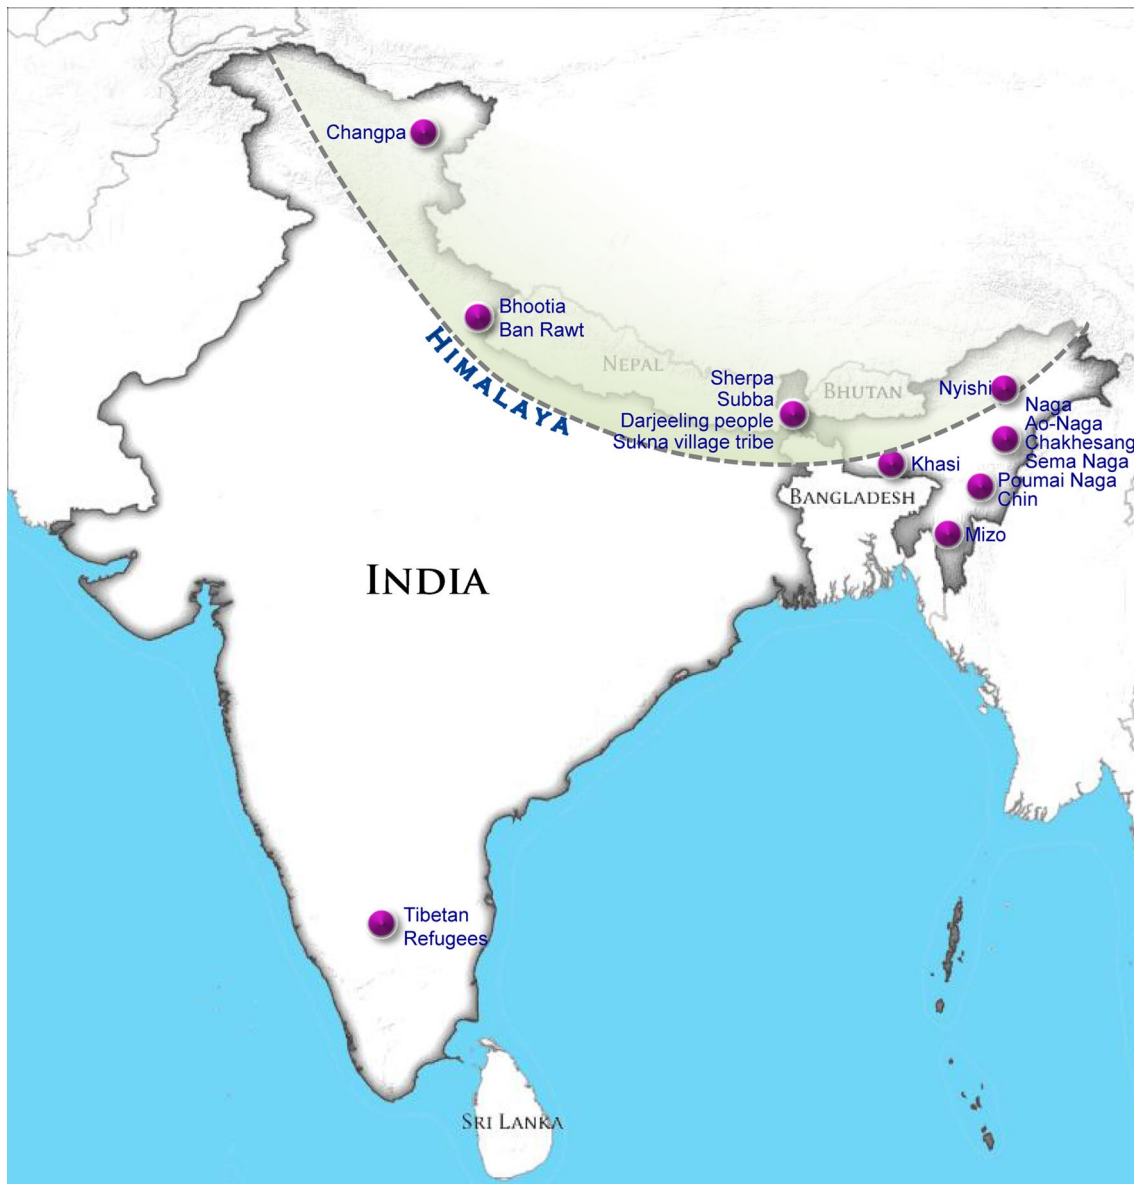 Changpa
Bhootia
Ban Rawt
HIMALAYA
NEPAL
Sherpa
Subba
Darjeeling people
Sukna village tribe
BHUTAN
Nyishi
Naga
Ao-Naga
Chakhesang
Sema Naga
Khasi
Poumai Naga
Chin
BANGLADESH
Mizo
INDIA
Tibetan
Refugees
SRI LANKA